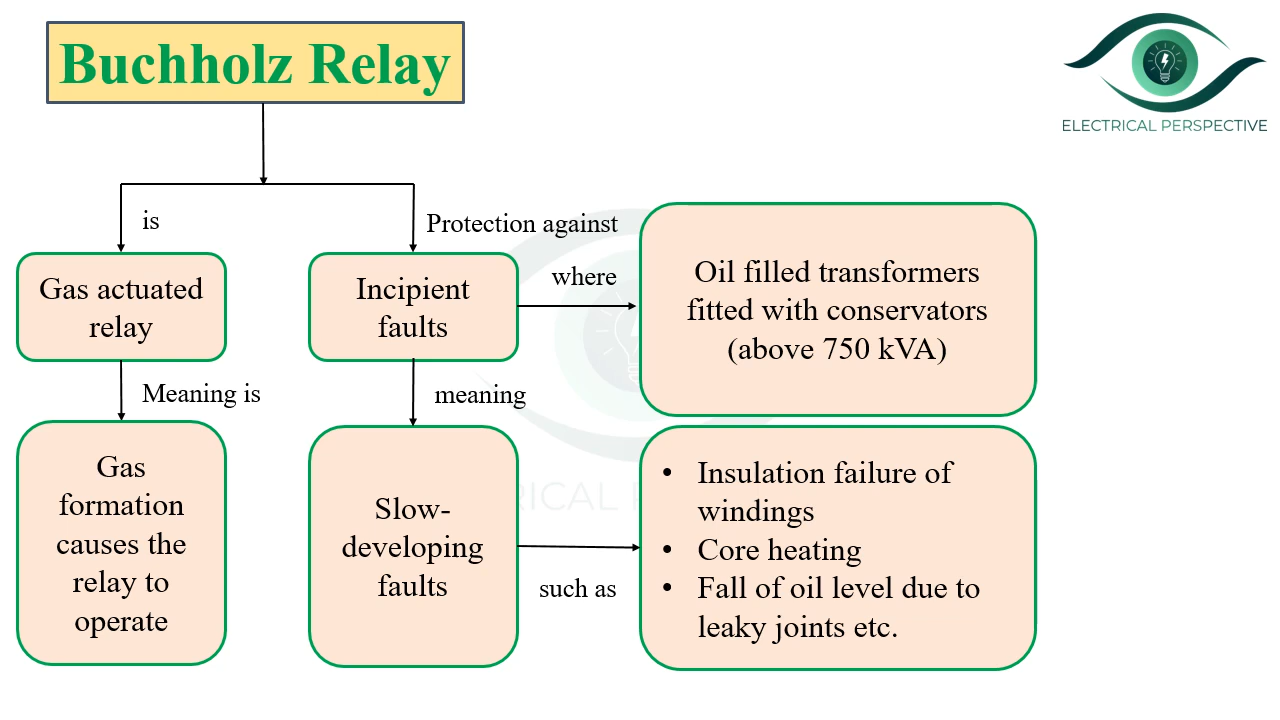 Buchholz Relay
ELECTRICAL PERSPECTIVE
is
Protection against
Gas actuated
relay
Incipient
faults
where
Oil filled transformers
fitted with conservators
(above 750 kVA)
Meaning is
meaning
Gas
formation
causes the
relay to
operate
Slow-
developing
faults
such as
• Insulation failure of
windings
• Core heating
• Fall of oil level due to
leaky joints etc.
RICAL